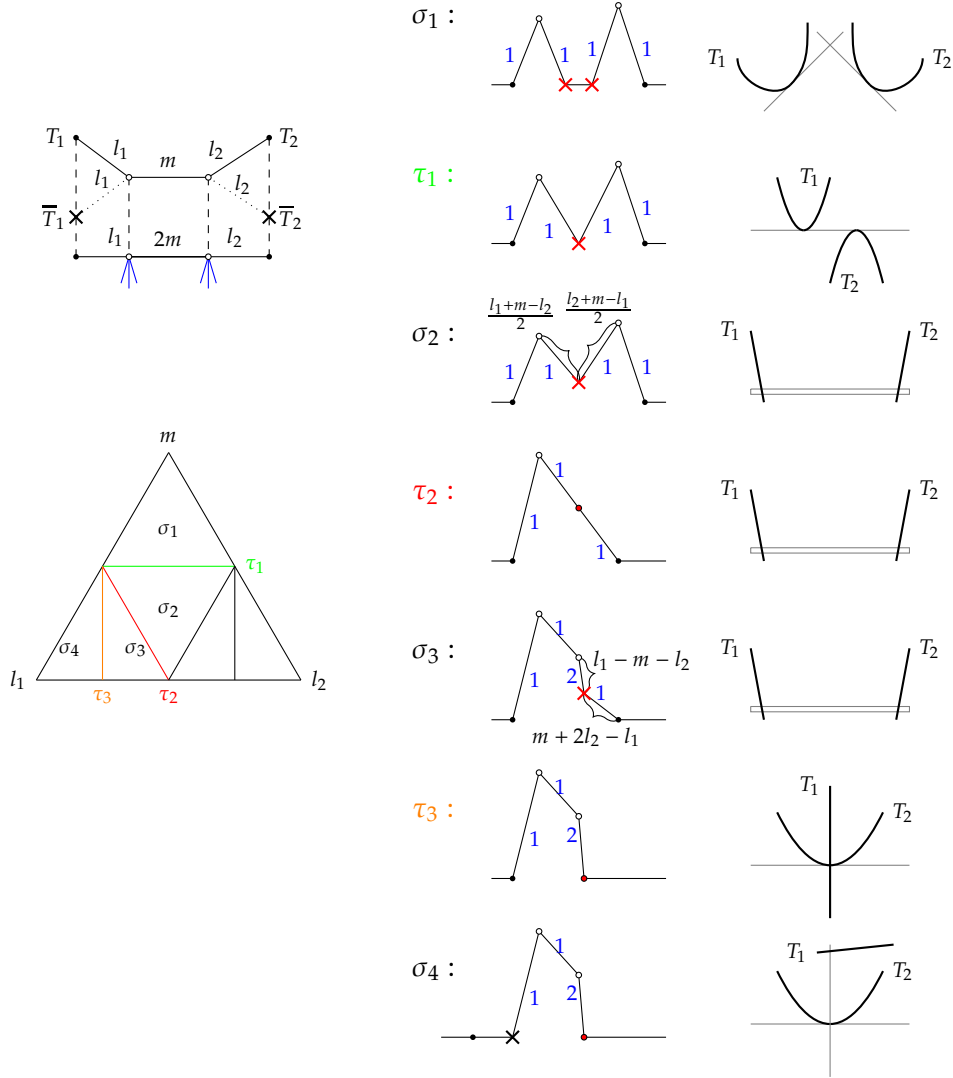 T₁ l₁ m l₂ T₂
l₁ l₂
T̅₁ T̅₂
l₁ 2m l₂
m
σ₁
τ₁
σ₂
σ₄ σ₃
l₁ l₂
τ₃ τ₂
σ₁ :
1 1 1 1
T₁ T₂
τ₁ :
1 1 1 1
T₁
T₂
(l₁+m−l₂)/2 (l₂+m−l₁)/2
σ₂ :
1 1 1 1
T₁ T₂
τ₂ :
1
1
1
T₁ T₂
σ₃ :
1
l₁ − m − l₂
1 2 1
m + 2l₂ − l₁
T₁ T₂
τ₃ :
1
1 2
T₁
T₂
σ₄ :
1
1 2
T₁
T₂